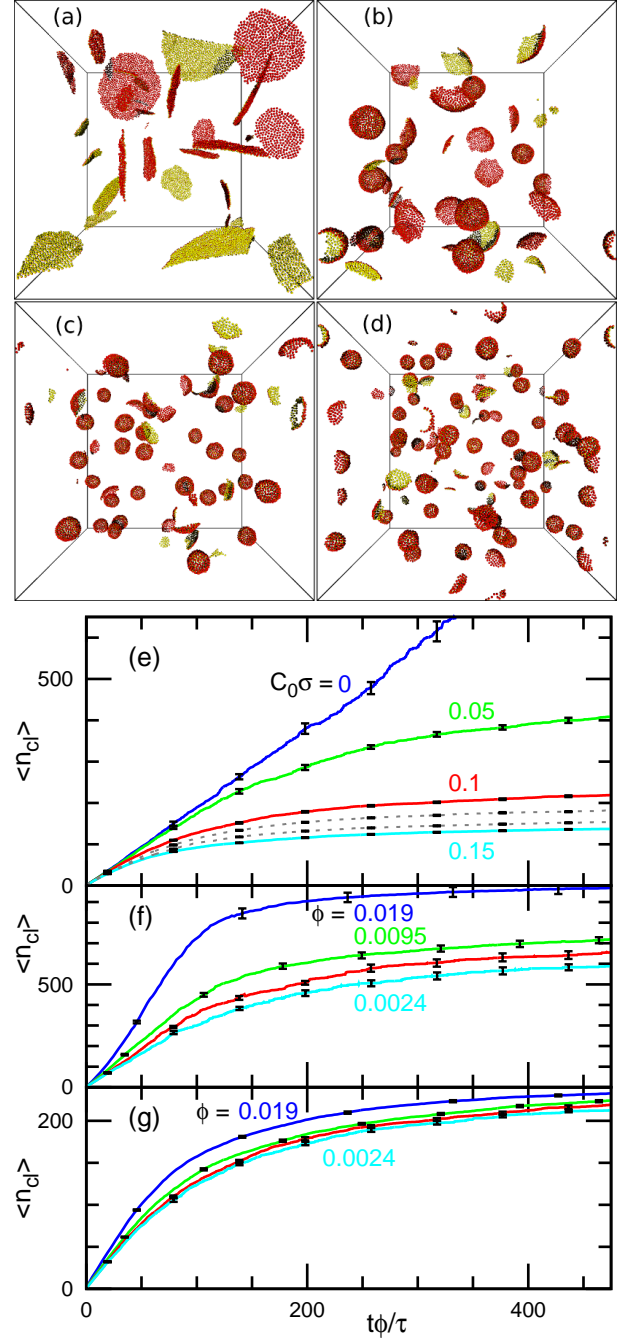 (a) (b)
(c) (d)
(e)
500
C₀σ = 0
0.05
0.1
0.15
<n_cl>
0
(f)
ϕ = 0.019
0.0095
500
0.0024
<n_cl>
0
(g)
ϕ = 0.019
200
0.0024
<n_cl>
0
0 200 400
tϕ/τ